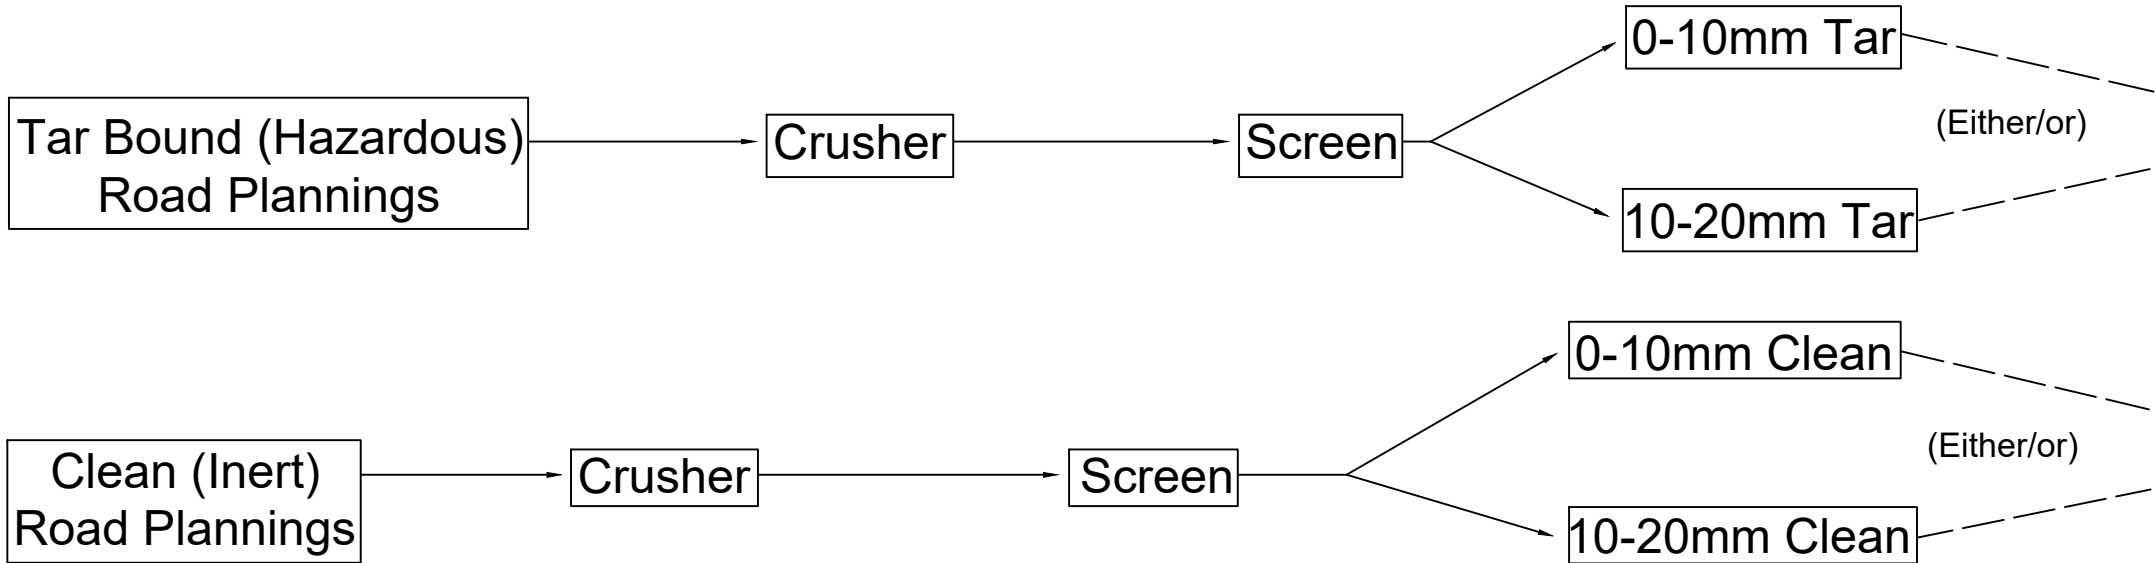 0-10mm Tar
Tar Bound (Hazardous)
Road Plannings
Crusher
Screen
(Either/or)
10-20mm Tar
0-10mm Clean
Clean (Inert)
Road Plannings
Crusher
Screen
(Either/or)
10-20mm Clean